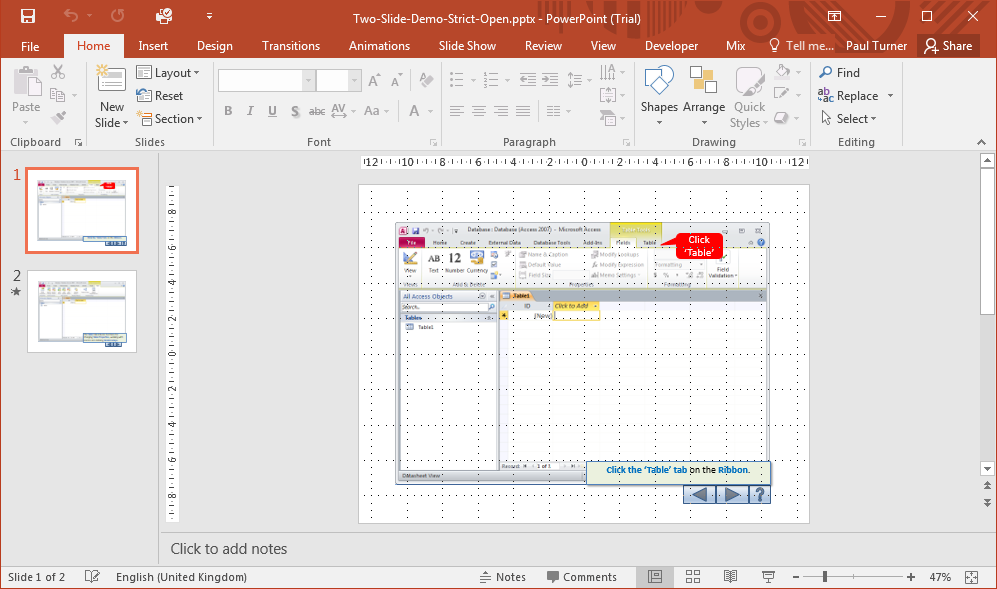 Two-Slide-Demo-Strict-Open.pptx - PowerPoint (Trial)
File Home Insert Design Transitions Animations Slide Show Review View Developer Mix Tell me... Paul Turner Share
Paste
New Slide
Layout
Reset
Section
B I U S abc AV Aa A
Shapes Arrange Quick Styles
Find
Replace
Select
Clipboard Slides Font Paragraph Drawing Editing
1
2
12 10 8 6 4 2 0 2 4 6 8 10 12
8 6 4 2 0 2 4 6 8
Database : Database (Access 2007) - Microsoft Access
File Home Create External Data Database Tools Add-Ins Fields Table
Click
'Table'
View
AB Text
12 Number
Currency
Name & Caption
Default Value
Field Size
Modify Lookups
Modify Expression
Memo Settings
Formatting
Field Validation
Views Add & Delete Properties Formatting
All Access Objects
Search...
Tables
Table1
Table1
ID Click to Add
(New)
Record: 1 of 1
Datasheet View
Click the 'Table' tab on the Ribbon.
?
Click to add notes
Slide 1 of 2 English (United Kingdom) Notes Comments 47%